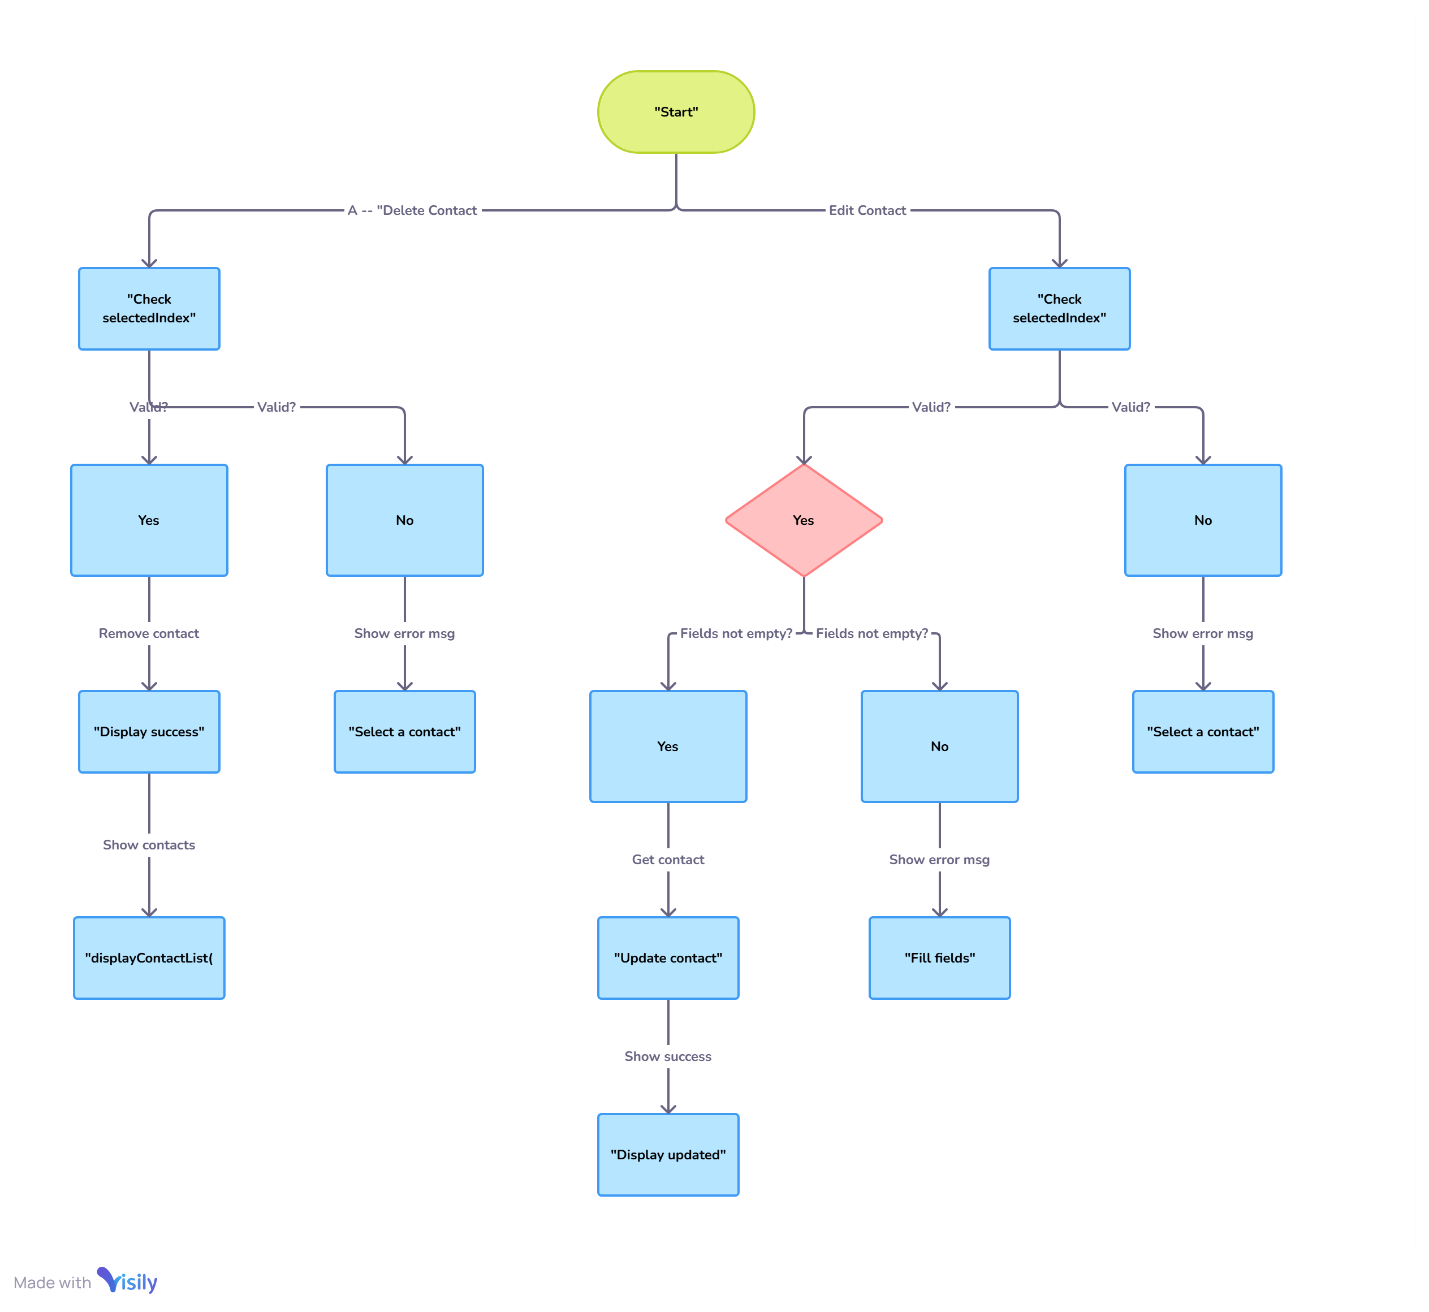 "Start"
A -- "Delete Contact
Edit Contact
"Check
selectedIndex"
"Check
selectedIndex"
Valid?
Valid?
Valid?
Valid?
Yes
No
Yes
No
Remove contact
Show error msg
Fields not empty?
Fields not empty?
Show error msg
"Display success"
"Select a contact"
Yes
No
"Select a contact"
Show contacts
Get contact
Show error msg
"displayContactList(
"Update contact"
"Fill fields"
Show success
"Display updated"
Made with Visily